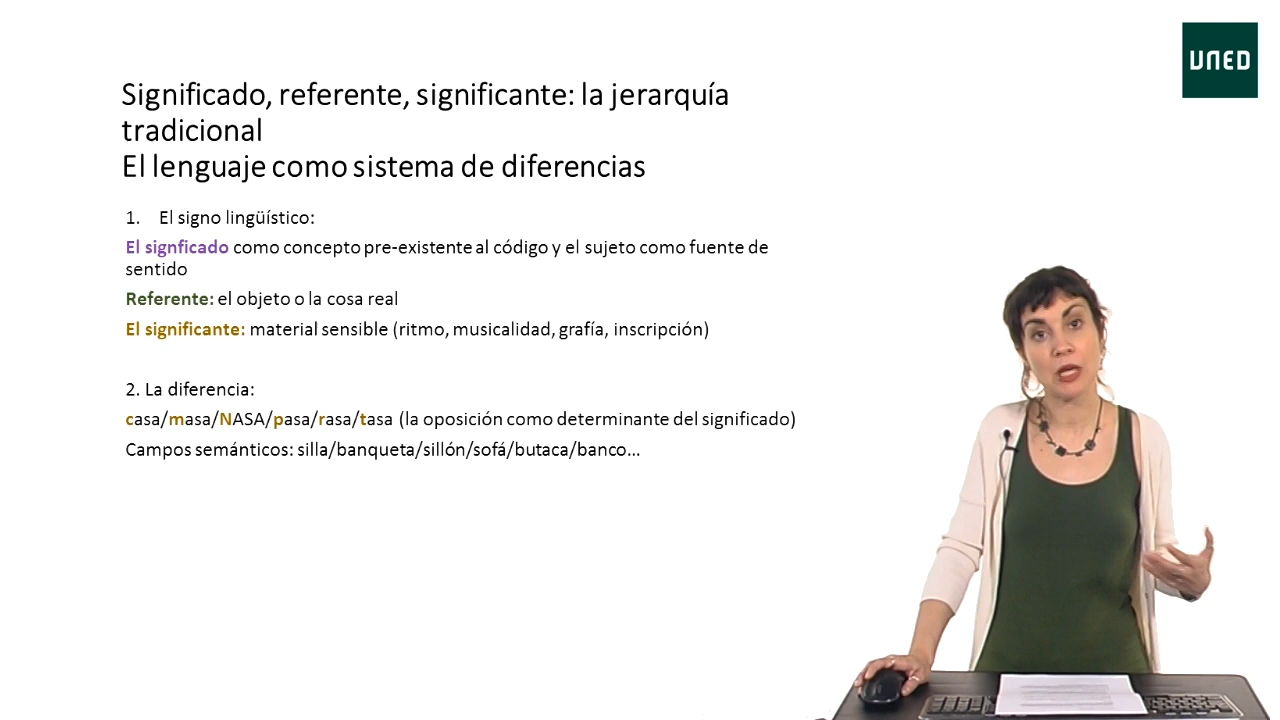 UNED
Significado, referente, significante: la jerarquía
tradicional
El lenguaje como sistema de diferencias
1. El signo lingüístico:
El signficado como concepto pre-existente al código y el sujeto como fuente de
sentido
Referente: el objeto o la cosa real
El significante: material sensible (ritmo, musicalidad, grafía, inscripción)
2. La diferencia:
casa/masa/NASA/pasa/rasa/tasa (la oposición como determinante del significado)
Campos semánticos: silla/banqueta/sillón/sofá/butaca/banco...